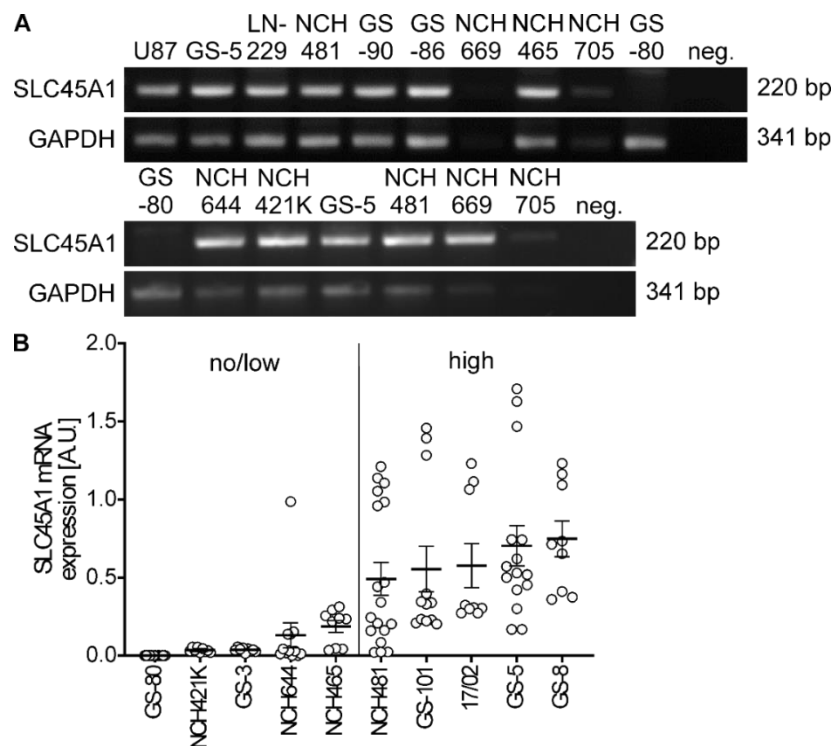 A
LN- NCH GS GS NCH NCH NCH GS
U87 GS-5 229 481 -90 -86 669 465 705 -80 neg.
SLC45A1 220 bp
GAPDH 341 bp
GS NCH NCH NCH NCH NCH
-80 644 421K GS-5 481 669 705 neg.
SLC45A1 220 bp
GAPDH 341 bp
B
no/low high
SLC45A1 mRNA
expression [A.U.]
2.0
1.5
1.0
0.5
0.0
GS-80 NCH421K GS-3 NCH644 NCH465 NCH481 GS-101 17/02 GS-5 GS-8